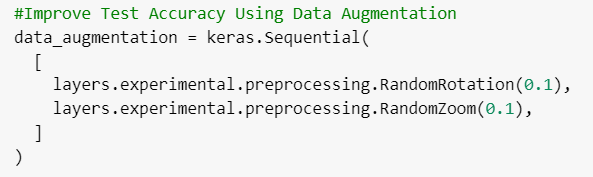 #Improve Test Accuracy Using Data Augmentation
data_augmentation = keras.Sequential(
  [
    layers.experimental.preprocessing.RandomRotation(0.1),
    layers.experimental.preprocessing.RandomZoom(0.1),
  ]
)